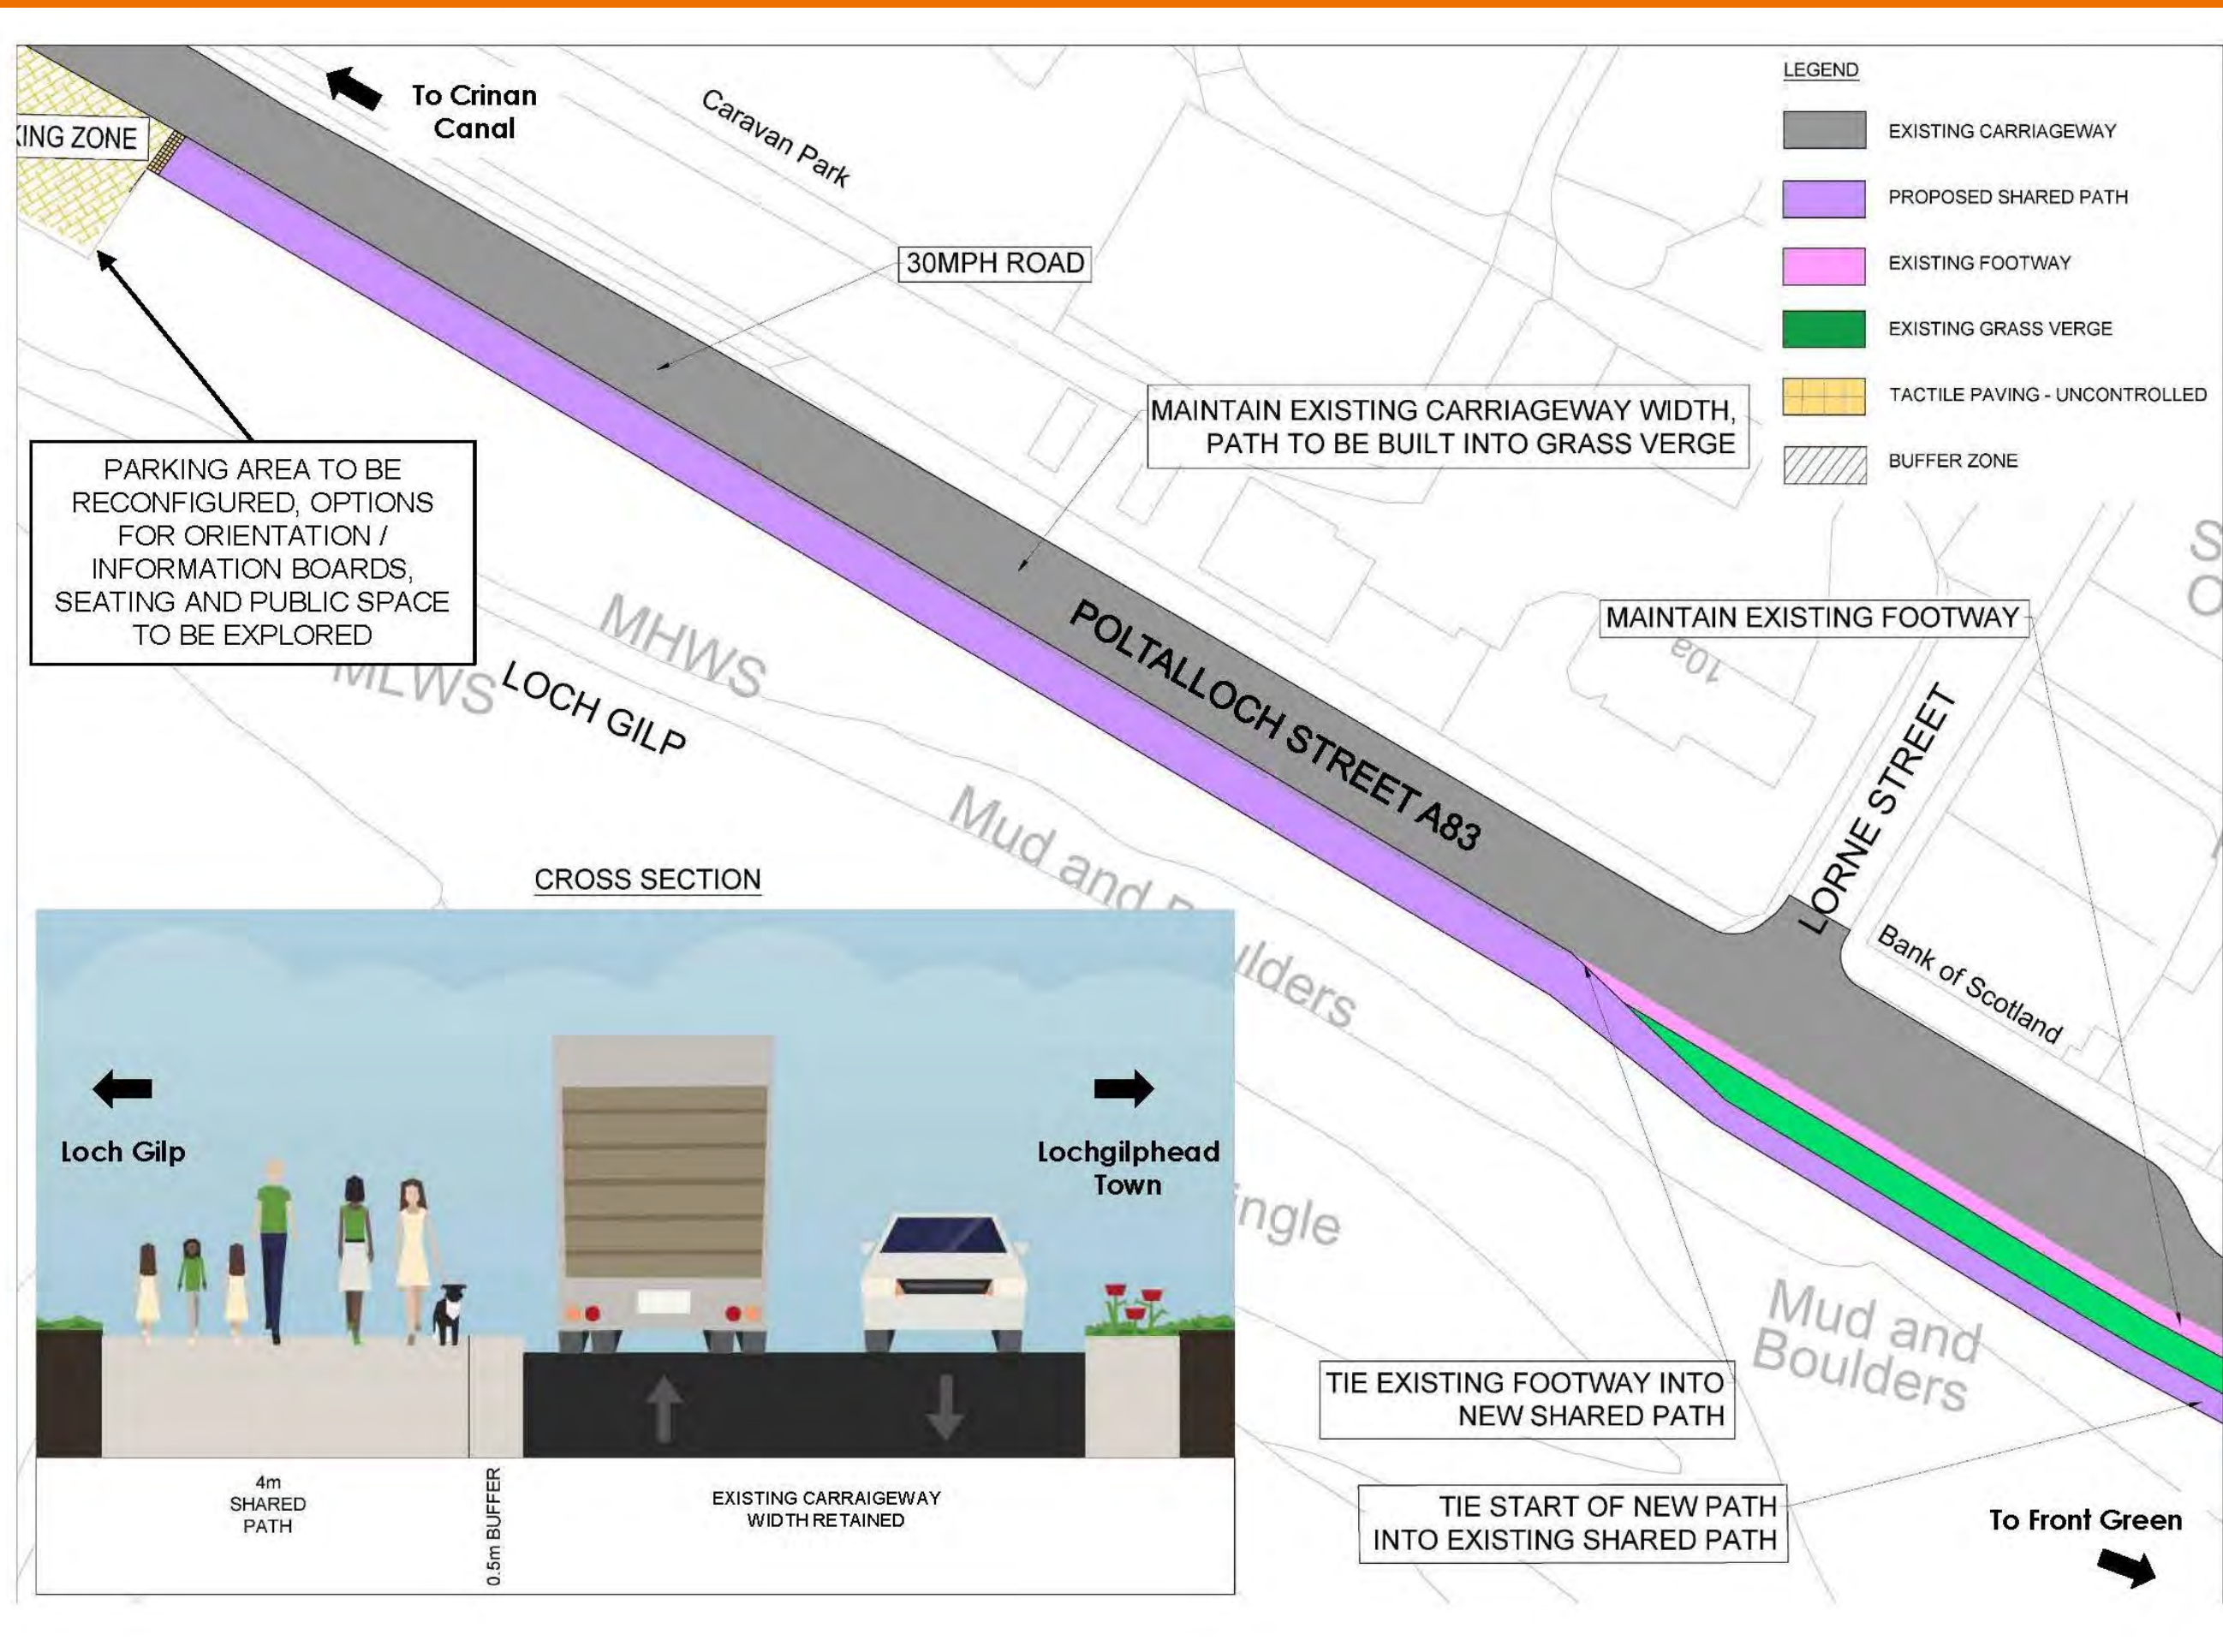 To Crinan
Canal
KING ZONE
Caravan Park
30MPH ROAD
LEGEND
EXISTING CARRIAGEWAY
PROPOSED SHARED PATH
EXISTING FOOTWAY
EXISTING GRASS VERGE
TACTILE PAVING - UNCONTROLLED
BUFFER ZONE
MAINTAIN EXISTING CARRIAGEWAY WIDTH,
PATH TO BE BUILT INTO GRASS VERGE
PARKING AREA TO BE
RECONFIGURED, OPTIONS
FOR ORIENTATION /
INFORMATION BOARDS,
SEATING AND PUBLIC SPACE
TO BE EXPLORED
MAINTAIN EXISTING FOOTWAY
10a
MHWS
MLWS
LOCH GILP
POLTALLOCH STREET A83
LORNE STREET
Bank of Scotland
Mud and
ulders
ingle
Mud and
Boulders
CROSS SECTION
Loch Gilp
Lochgilphead
Town
4m
SHARED
PATH
0.5m BUFFER
EXISTING CARRAIGEWAY
WIDTH RETAINED
TIE EXISTING FOOTWAY INTO
NEW SHARED PATH
TIE START OF NEW PATH
INTO EXISTING SHARED PATH
To Front Green